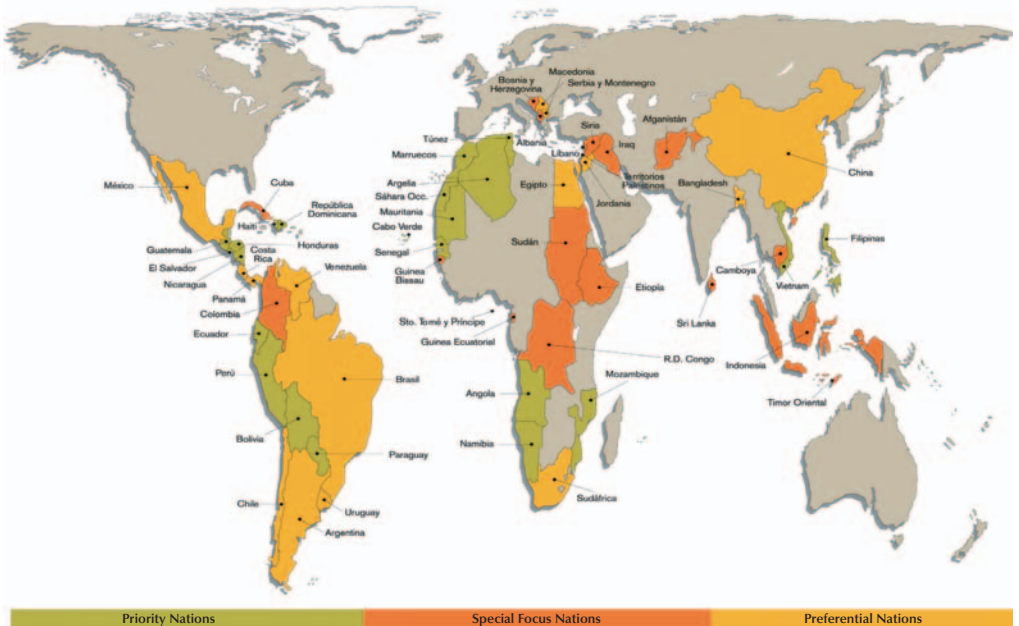 Macedonia
Bosnia y
Herzegovina
Serbia y Montenegro
Túnez
Albania
Siria
Afganistán
Marruecos
Líbano
Iraq
Argelia
Territorios
Palestinos
China
México
Cuba
Sáhara Occ.
Egipto
Bangladesh
República
Dominicana
Mauritania
Jordania
Haití
Cabo Verde
Guatemala
Honduras
Senegal
Sudán
Filipinas
El Salvador
Costa
Rica
Venezuela
Guinea
Bissau
Camboya
Nicaragua
Etiopía
Vietnam
Panamá
Colombia
Sto. Tomé y Príncipe
Sri Lanka
Ecuador
Guinea Ecuatorial
R.D. Congo
Indonesia
Perú
Brasil
Mozambique
Angola
Timor Oriental
Bolivia
Namibia
Paraguay
Chile
Sudáfrica
Uruguay
Argentina
Priority Nations
Special Focus Nations
Preferential Nations